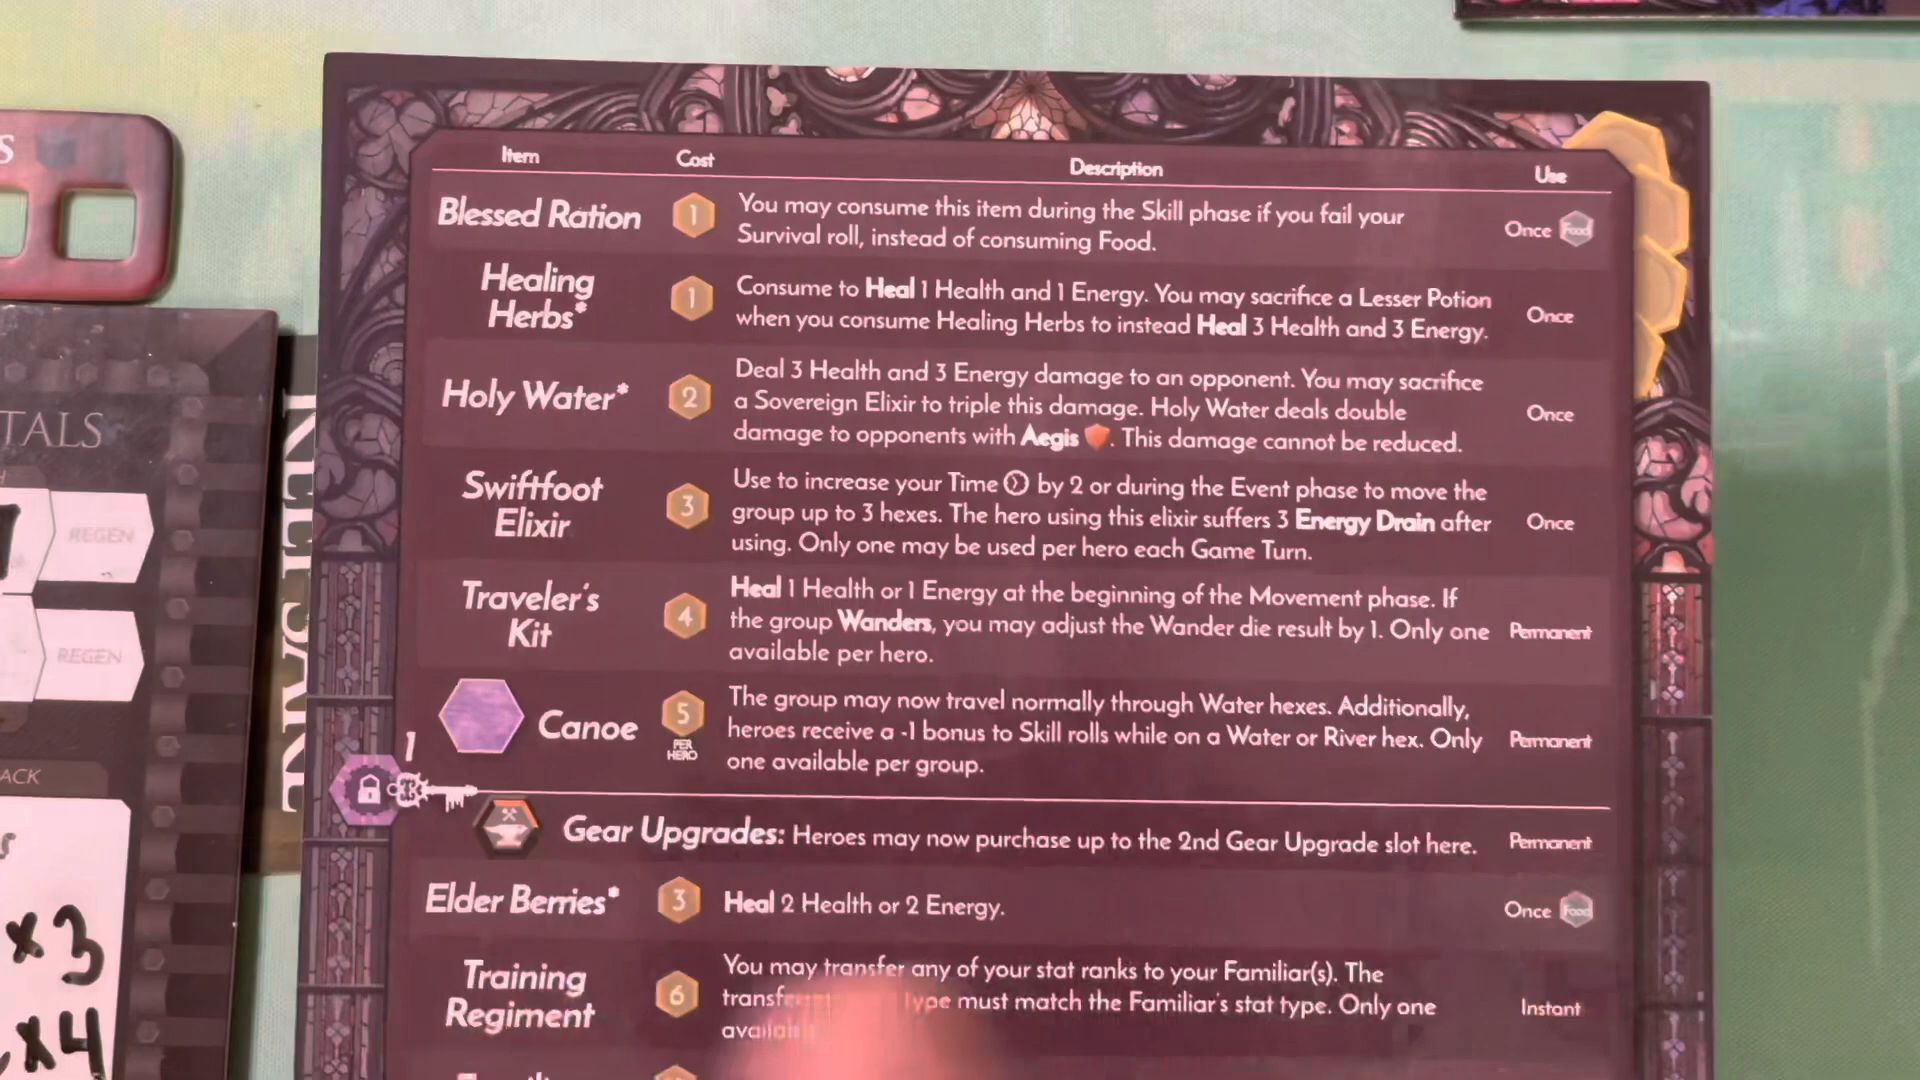 Item Cost Description Use
Blessed Ration 1 You may consume this item during the Skill phase if you fail your
Survival roll, instead of consuming Food.
Once Food
Healing
Herbs*
1
Consume to Heal 1 Health and 1 Energy. You may sacrifice a Lesser Potion
when you consume Healing Herbs to instead Heal 3 Health and 3 Energy.
Once
Holy Water*
2
Deal 3 Health and 3 Energy damage to an opponent. You may sacrifice
a Sovereign Elixir to triple this damage. Holy Water deals double
damage to opponents with Aegis. This damage cannot be reduced.
Once
Swiftfoot
Elixir
3
Use to increase your Time by 2 or during the Event phase to move the
group up to 3 hexes. The hero using this elixir suffers 3 Energy Drain after
using. Only one may be used per hero each Game Turn.
Once
Traveler's
Kit
4
Heal 1 Health or 1 Energy at the beginning of the Movement phase. If
the group Wanders, you may adjust the Wander die result by 1. Only one
available per hero.
Permanent
Canoe
5
PER
HERO
The group may now travel normally through Water hexes. Additionally,
heroes receive a -1 bonus to Skill rolls while on a Water or River hex. Only
one available per group.
Permanent
1
Gear Upgrades: Heroes may now purchase up to the 2nd Gear Upgrade slot here.
Permanent
Elder Berries*
3
Heal 2 Health or 2 Energy.
Once Food
Training
Regiment
6
You may transfer any of your stat ranks to your Familiar(s). The
must match the Familiar's stat type. Only one
Instant
REGEN
REGEN
x3
x4